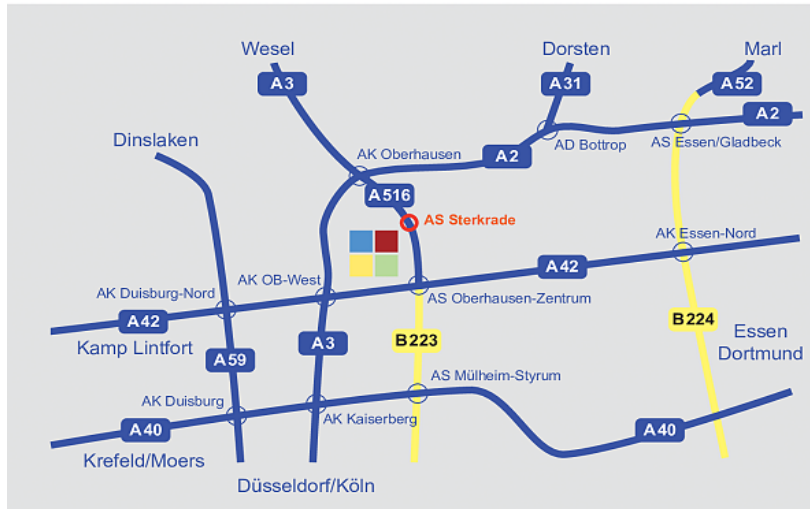 Wesel
Dorsten
Marl
A3
A31
A52
A2
Dinslaken
AK Oberhausen
A2
AD Bottrop
AS Essen/Gladbeck
A516
AS Sterkrade
AK Essen-Nord
A42
AK OB-West
AK Duisburg-Nord
AS Oberhausen-Zentrum
A42
B224
Kamp Lintfort
A3
B223
Essen
Dortmund
A59
AS Mülheim-Styrum
AK Duisburg
AK Kaiserberg
A40
A40
Krefeld/Moers
Düsseldorf/Köln